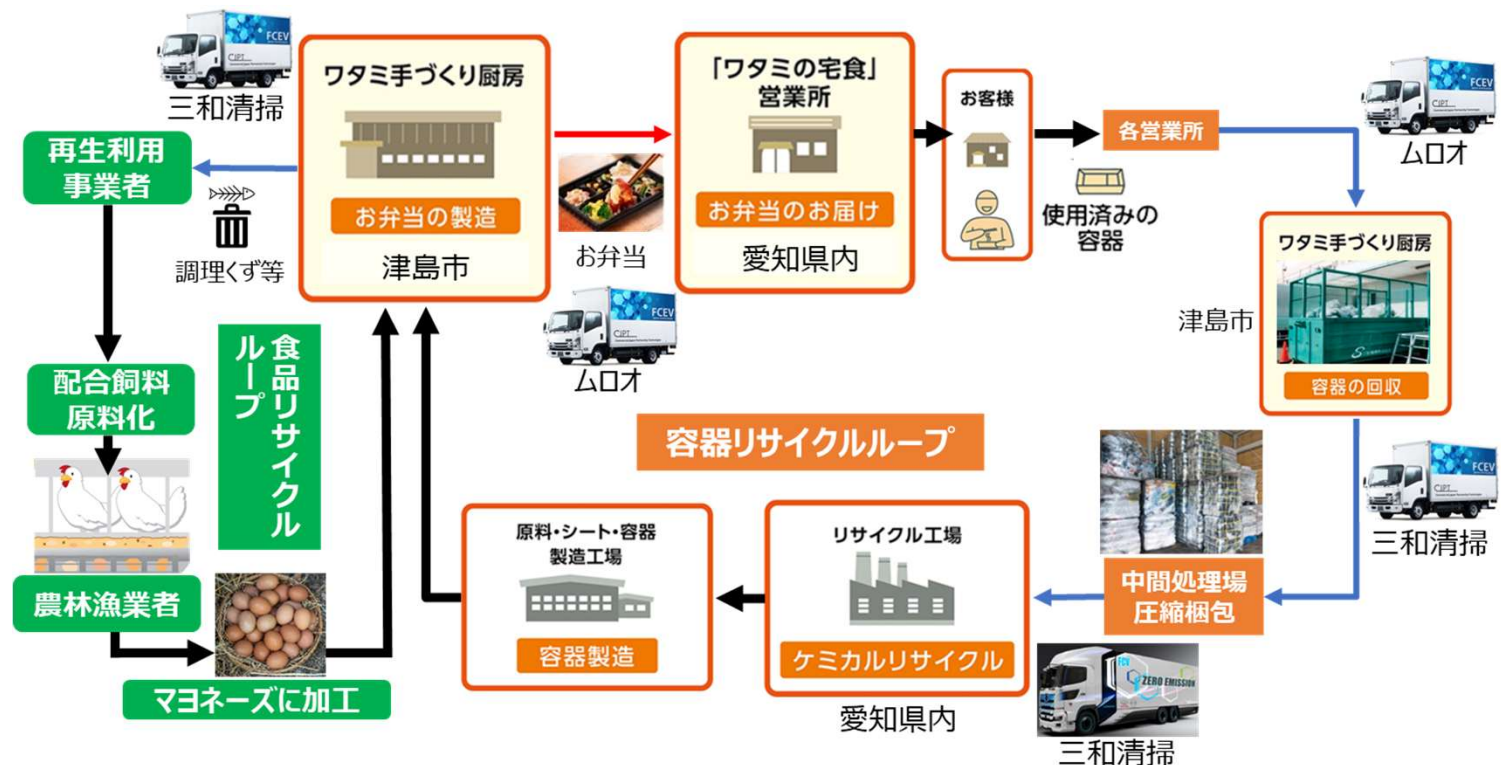 FCEV
CJPT
三和清掃
ワタミ手づくり厨房
お弁当の製造
津島市
お弁当
FCEV
CJPT
ムロオ
「ワタミの宅食」
営業所
お弁当のお届け
愛知県内
お客様
使用済みの
容器
各営業所
FCEV
CJPT
ムロオ
ワタミ手づくり厨房
容器の回収
津島市
FCEV
CJPT
三和清掃
中間処理場
圧縮梱包
FCV
ZERO EMISSION
三和清掃
リサイクル工場
ケミカルリサイクル
愛知県内
原料・シート・容器
製造工場
容器製造
容器リサイクルループ
再生利用
事業者
調理くず等
配合飼料
原料化
農林漁業者
マヨネーズに加工
食品リサイクル
ループ